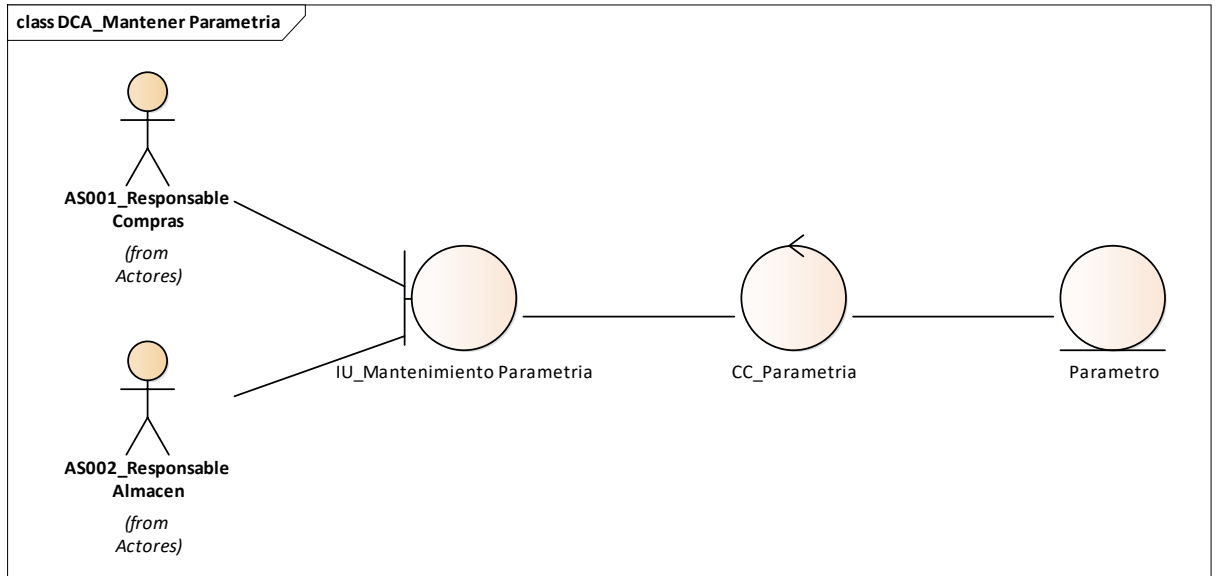 class DCA_Mantener Parametria
AS001_Responsable
Compras
(from
Actores)
IU_Mantenimiento Parametria
CC_Parametria
Parametro
AS002_Responsable
Almacen
(from
Actores)